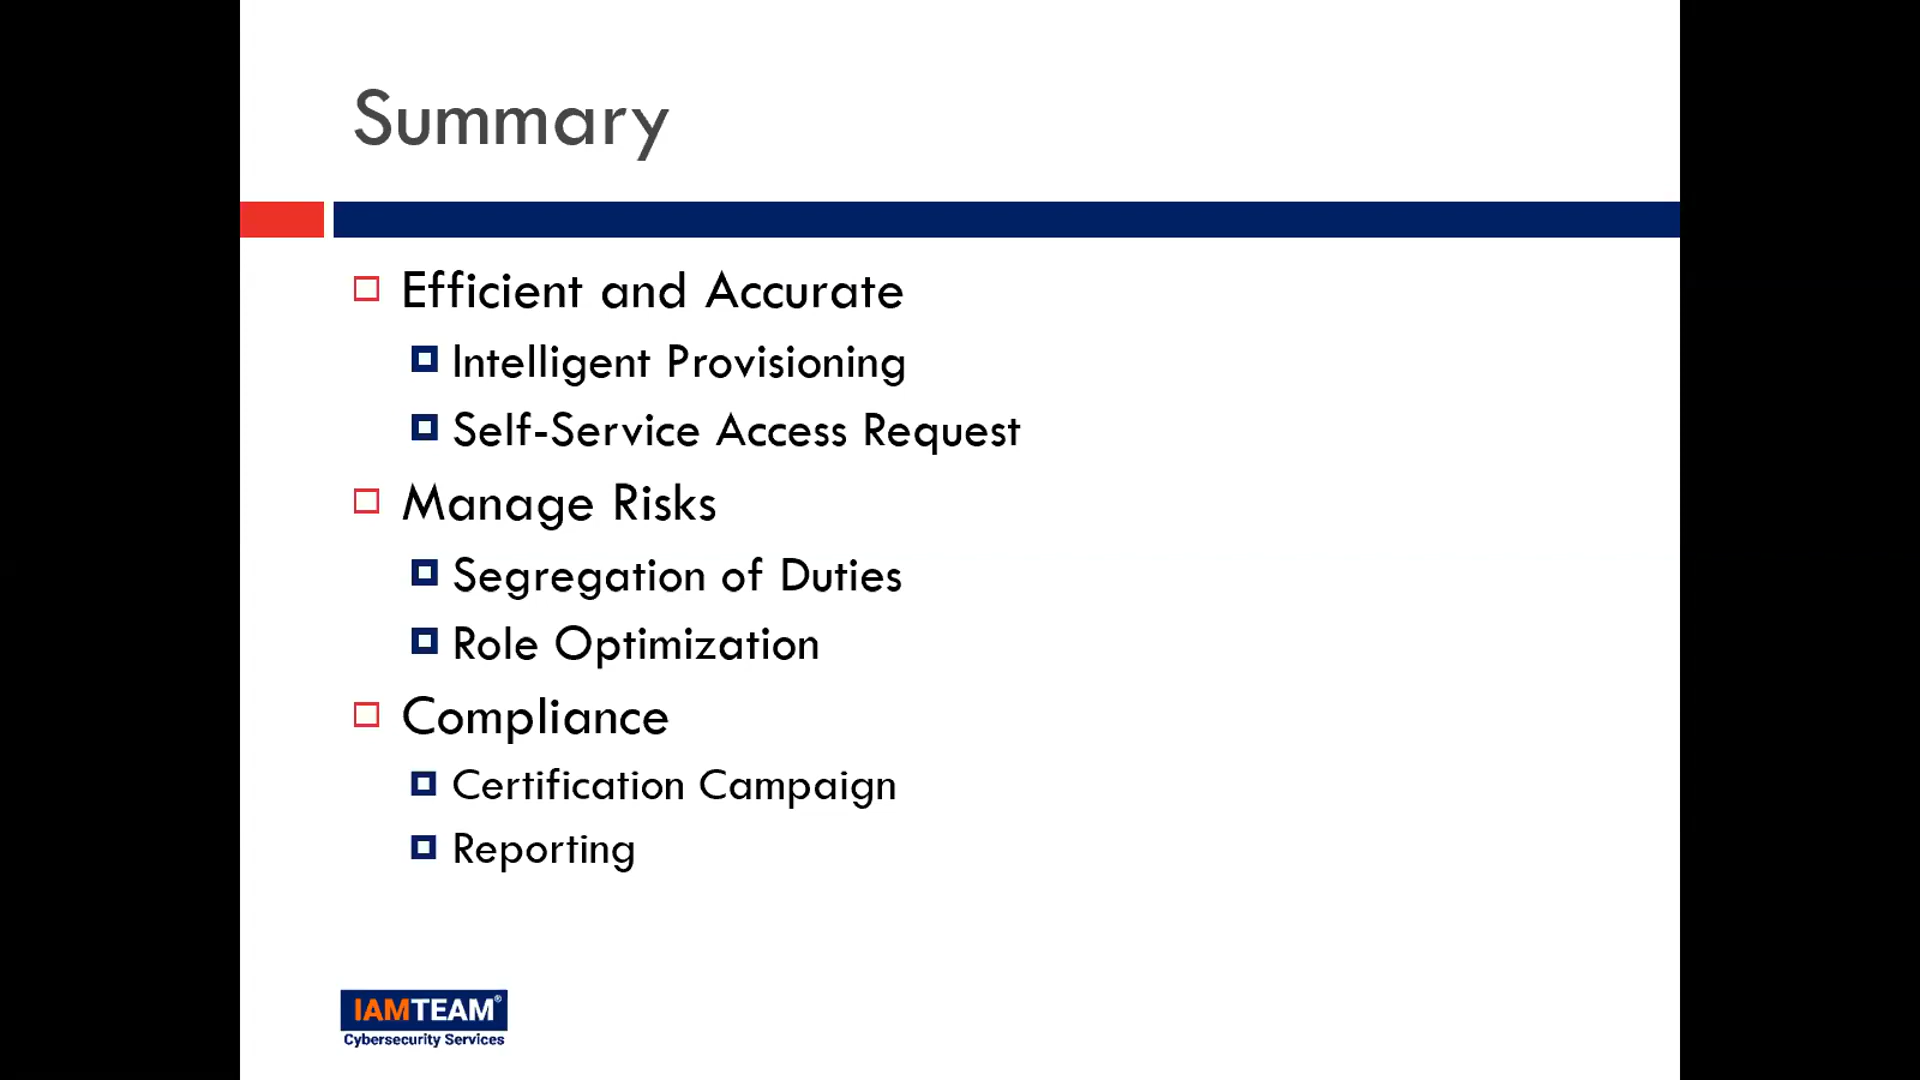 Summary
Efficient and Accurate
Intelligent Provisioning
Self-Service Access Request
Manage Risks
Segregation of Duties
Role Optimization
Compliance
Certification Campaign
Reporting
IAMTEAM®
Cybersecurity Services